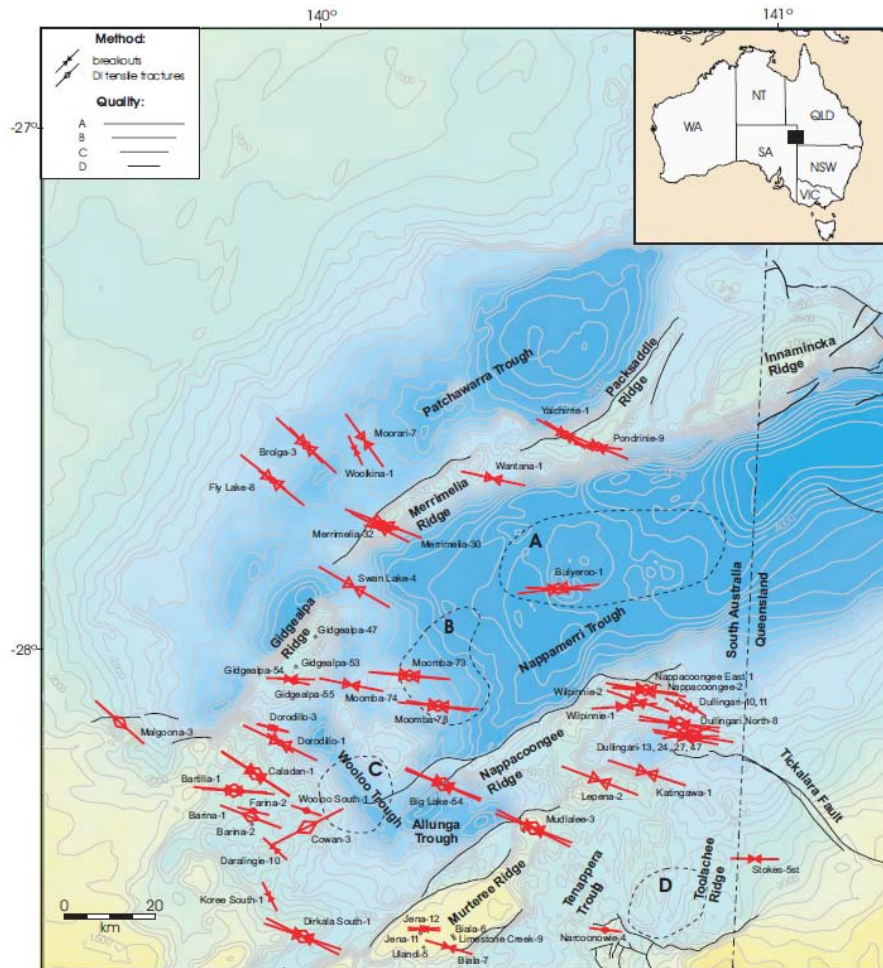 140°
141°
Method:
breakouts
DI tensile fractures
Quality:
A
B
C
D
-27°
-28°
NT
QLD
WA
SA
NSW
VIC
Patchawarra Trough
Packsaddle
Ridge
Innamincka
Ridge
Yaichirrie-1
Pondrinie-9
Moorari-7
Brolga-3
Woolkina-1
Fly Lake-8
Wantana-1
Merrimelia
Ridge
Merrimelia-32
Merrimelia-30
A
Bulyeroo-1
Swan Lake-4
Nappamerri Trough
South Australia
Queensland
Gidgealpa
Ridge
Gidgealpa-47
B
Gidgealpa-54
Gidgealpa-53
Gidgealpa-55
Moomba-73
Moomba-74
Moomba-78
Nappacoongee East 1
Nappacoongee-2
Wilpinnie-2
Wilpinnie-1
Dullingari-10, 11
Dullingari North-8
Dullingari-13, 24, 27, 47
Malgoona-3
Dorodillo-3
Dorodillo-1
Wooloo Trough
C
Nappacoongee
Ridge
Tickalara Fault
Bartilla-1
Caladan-1
Farina-2
Wooloo South-1
Big Lake-54
Lepena-2
Katingawa-1
Barina-1
Barina-2
Cowan-3
Allunga
Trough
Mudlalee-3
Daralingie-10
Stokes-5st
Koree South-1
Murteree Ridge
Tenappera
Troug
D
Toolachee
Ridge
Dirkala South-1
0 20
km
Jena-12
Biala-6
Jena-11
Limestone Creek-9
Ulandi-5
Biala-7
Narcoonowie-4